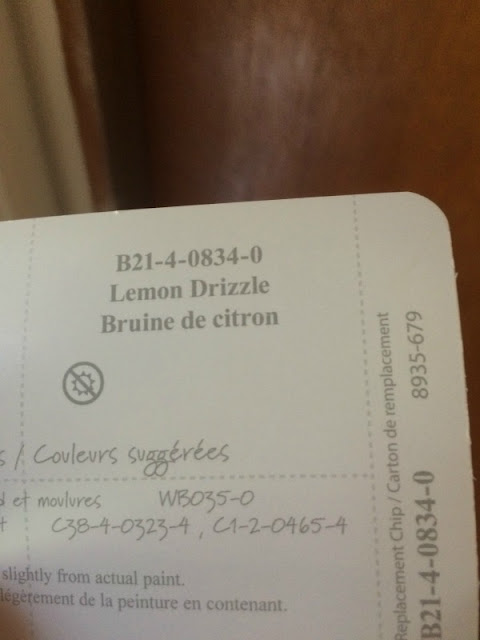 B21-4-0834-0
Lemon Drizzle
Bruine de citron
s / Couleurs suggérées
d et moulures WB035-0
t C38-4-0323-4, C1-2-0465-4
slightly from actual paint.
légèrement de la peinture en contenant.
Replacement Chip / Carton de remplacement
8935-679
B21-4-0834-0